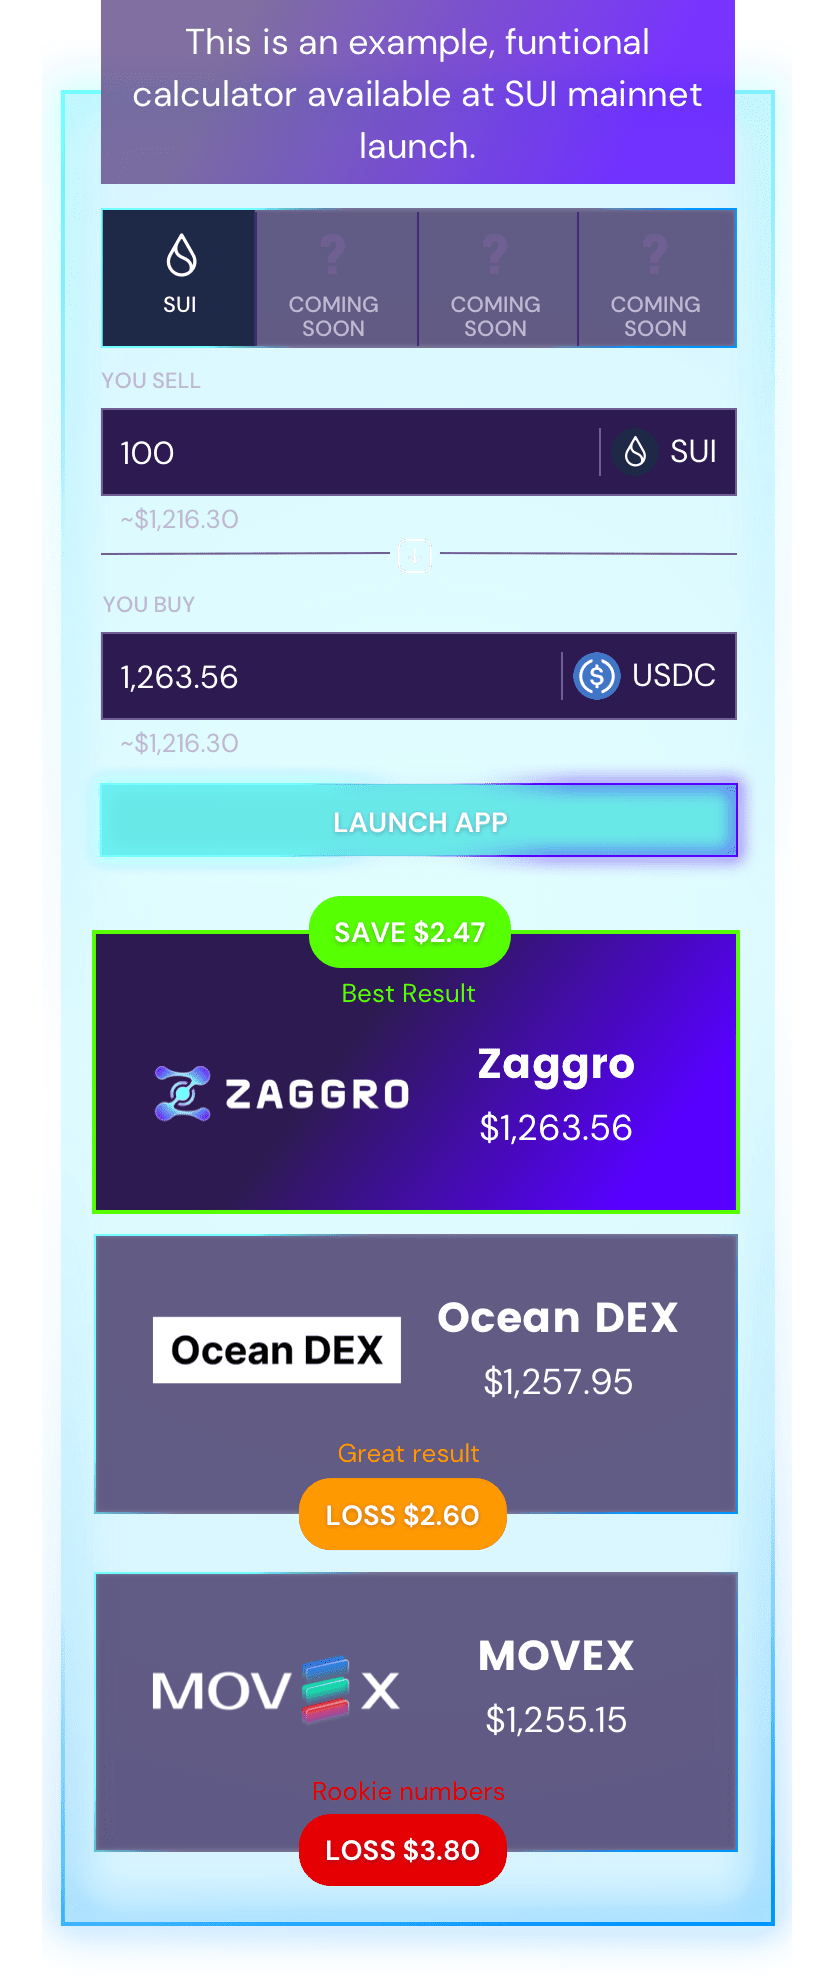 This is an example, funtional
calculator available at SUI mainnet
launch.
SUI
?
COMING
SOON
?
COMING
SOON
?
COMING
SOON
YOU SELL
100
SUI
~$1,216.30
YOU BUY
1,263.56
$
USDC
~$1,216.30
LAUNCH APP
SAVE $2.47
Best Result
ZAGGRO
Zaggro
$1,263.56
Ocean DEX
Ocean DEX
$1,257.95
Great result
LOSS $2.60
MOVEX
MOVEX
$1,255.15
Rookie numbers
LOSS $3.80